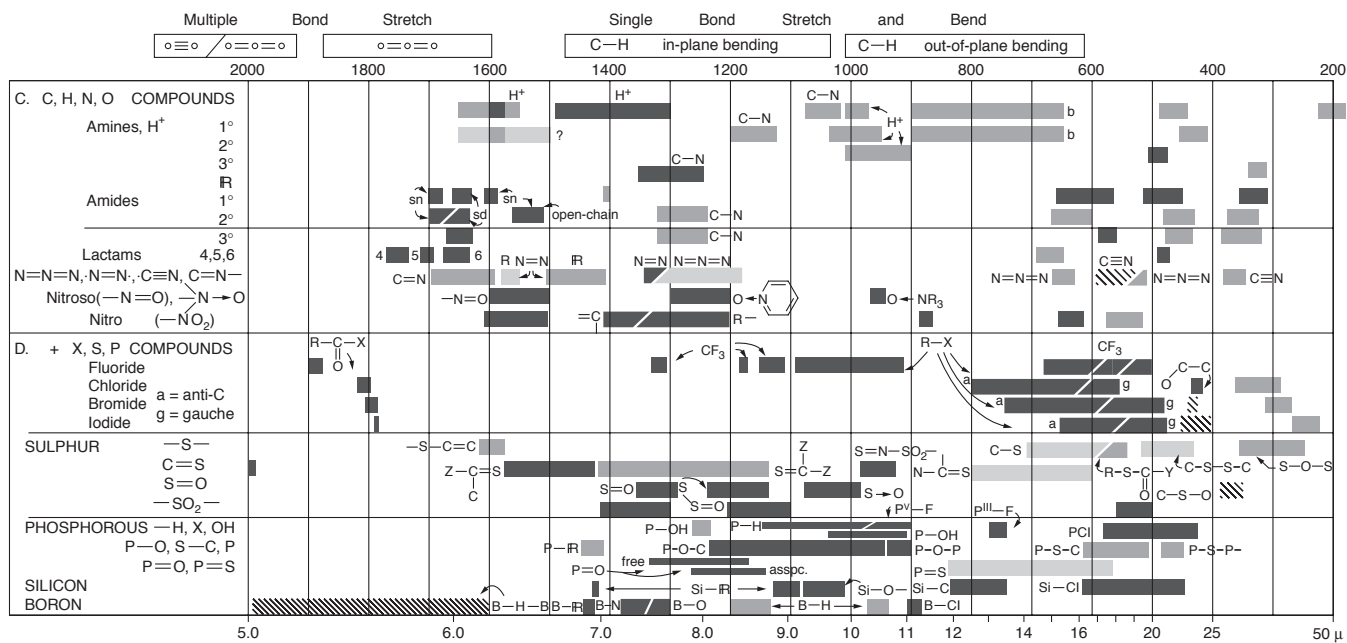 Multiple Bond Stretch Single Bond Stretch and Bend
C—H in-plane bending C—H out-of-plane bending
2000 1800 1600 1400 1200 1000 800 600 400 200
C. C, H, N, O COMPOUNDS
H⁺ H⁺ C—N
Amines, H⁺ 1° C—N H⁺ b
2° ? b
3° C—N
R
Amides 1° sn sn
2° sd open-chain C—N
3° C—N
Lactams 4,5,6 4 5 6 C≡N
N=N=N, ·N=N·, ·C≡N, C=N— C=N R N=N R N=N N=N=N N=N=N N=N=N C≡N
Nitroso(—N=O), —N→O —N=O O←N O←NR₃
Nitro (—NO₂) =C R—
D. + X, S, P COMPOUNDS R—C—X O CF₃ R—X CF₃ C—C O
Fluoride
Chloride a g
a = anti-C
Bromide a g
g = gauche
Iodide a g
SULPHUR —S— —S—C=C Z S=N—SO₂— C—S
C=S Z—C=S C S=C Z N—C=S R—S—C—Y O C—S—S—C S—O—S
S=O S=O S S=O S→O C—S—O
—SO₂— Pⱽ—F Pᴵᴵᴵ—F
PHOSPHOROUS —H, X, OH P—OH P—H P—OH PCl
P—O, S—C, P P—R P-O-C P-O-P P-S-C P-S-P-
P=O, P=S P=O free asspc. P=S
SILICON Si—R Si—O— Si—C Si—Cl
BORON B—H—B B—R B—N B—O B—H B—Cl
5.0 6.0 7.0 8.0 9.0 10 11 12 14 16 20 25 50 μ